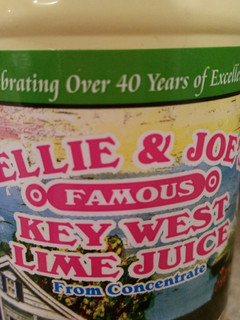 brating Over 40 Years of Excelle
ELLIE & JOE'
FAMOUS
KEY WEST
LIME JUICE
From Concentrate